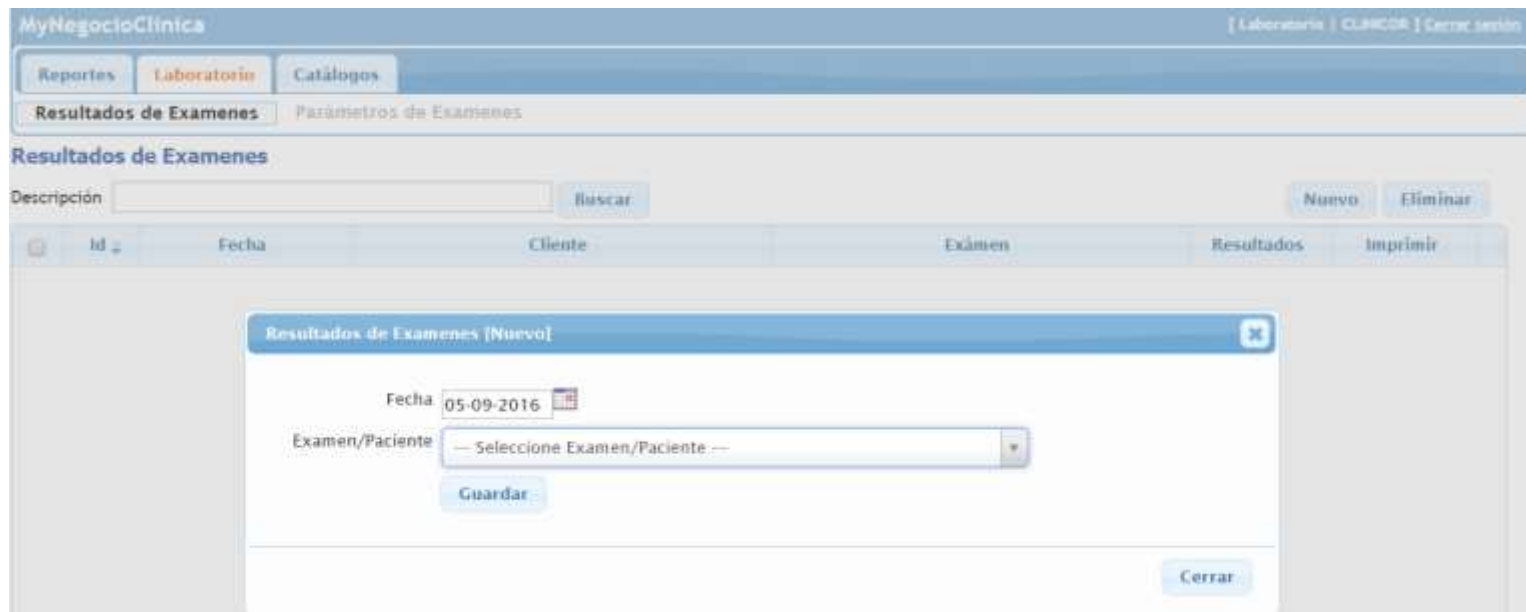 MyNegocioClinica [ Laboratorio | CLINICOR ] Cerrar sesión
Reportes Laboratorio Catálogos
Resultados de Examenes Parámetros de Examenes
Resultados de Examenes
Descripción Buscar Nuevo Eliminar
Id Fecha Cliente Exámen Resultados Imprimir
Resultados de Examenes [Nuevo]
Fecha 05-09-2016
Examen/Paciente --- Seleccione Examen/Paciente ---
Guardar
Cerrar